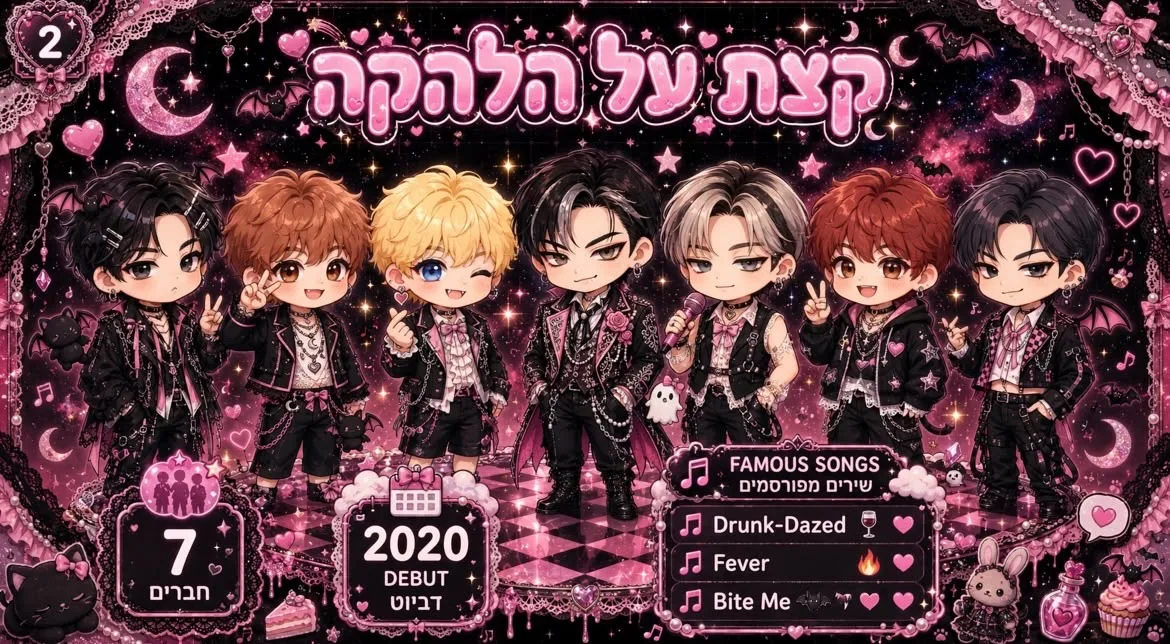 2
קצת על הלהקה
7
חברים
2020
DEBUT
דביוט
FAMOUS SONGS
שירים מפורסמים
Drunk-Dazed
Fever
Bite Me